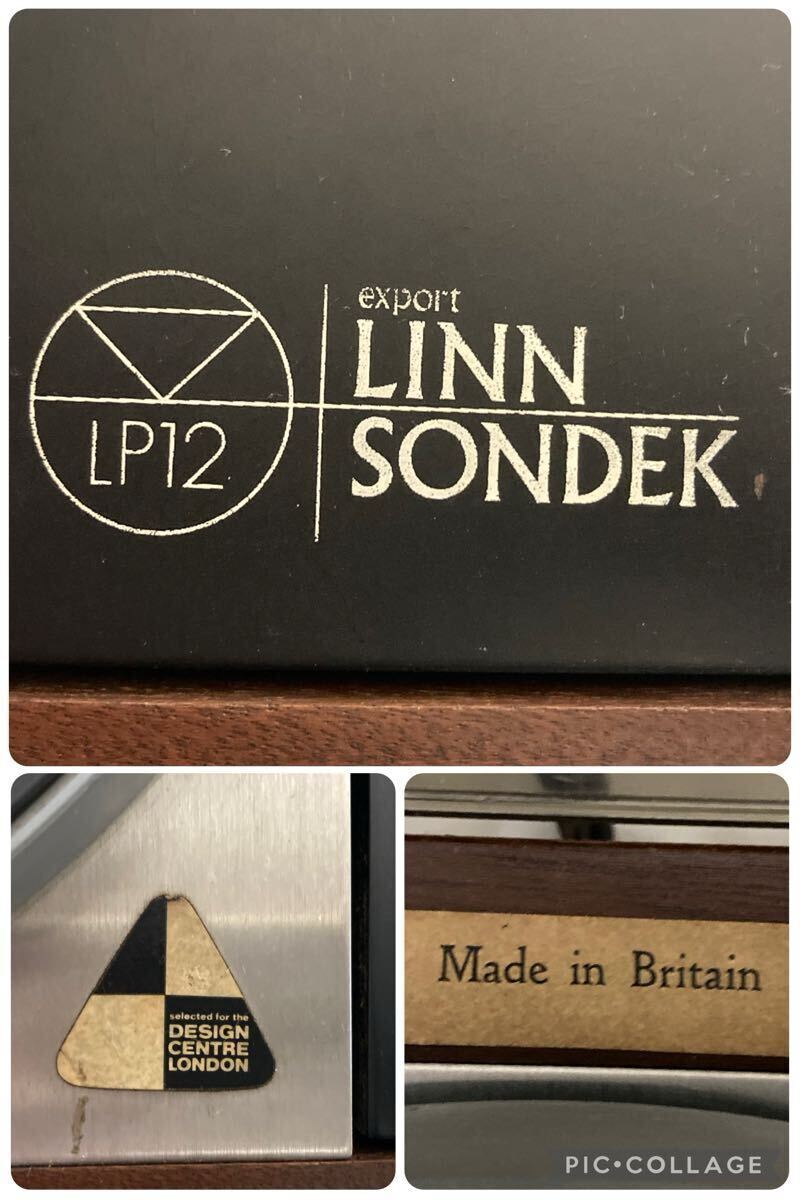 export
LINN
SONDEK
LP12
selected for the
DESIGN
CENTRE
LONDON
Made in Britain
PIC•COLLAGE